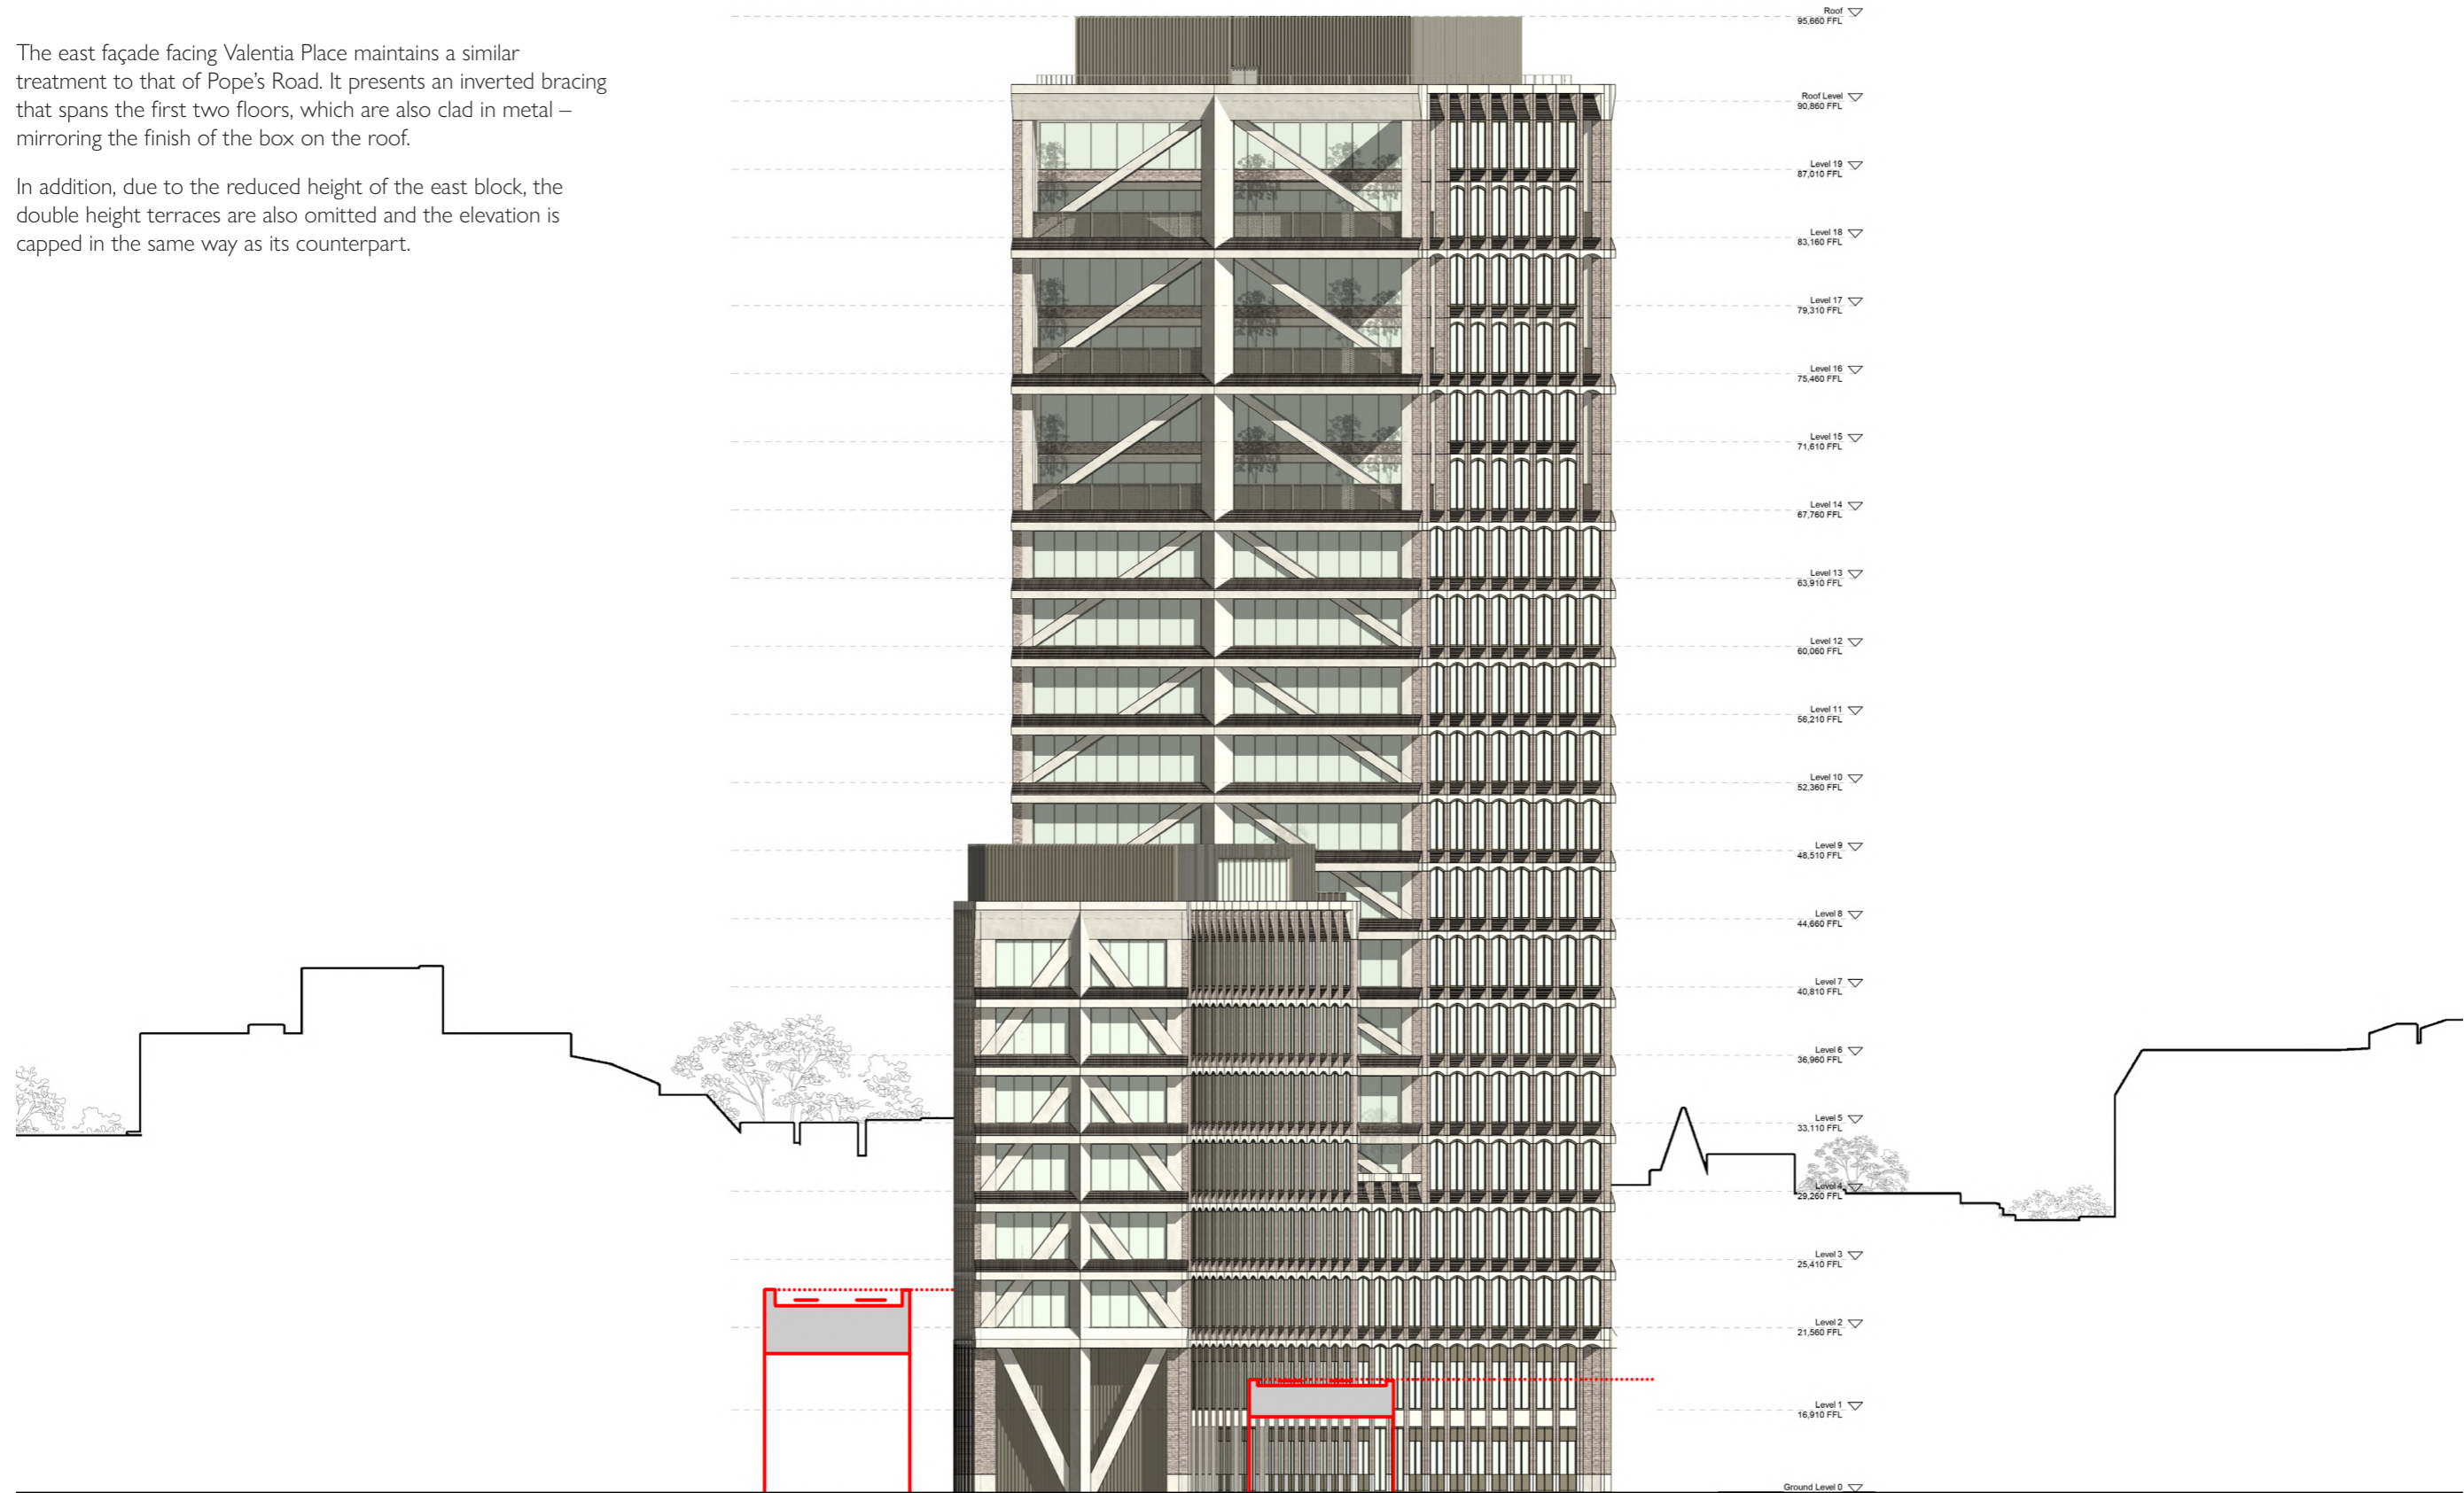 The east façade facing Valentia Place maintains a similar
treatment to that of Pope's Road. It presents an inverted bracing
that spans the first two floors, which are also clad in metal –
mirroring the finish of the box on the roof.
In addition, due to the reduced height of the east block, the
double height terraces are also omitted and the elevation is
capped in the same way as its counterpart.
Roof
95,660 FFL
Roof Level
90,860 FFL
Level 19
87,010 FFL
Level 18
83,160 FFL
Level 17
79,310 FFL
Level 16
75,460 FFL
Level 15
71,610 FFL
Level 14
67,760 FFL
Level 13
63,910 FFL
Level 12
60,060 FFL
Level 11
56,210 FFL
Level 10
52,360 FFL
Level 9
48,510 FFL
Level 8
44,660 FFL
Level 7
40,810 FFL
Level 6
36,960 FFL
Level 5
33,110 FFL
Level 4
29,260 FFL
Level 3
25,410 FFL
Level 2
21,560 FFL
Level 1
16,910 FFL
Ground Level 0